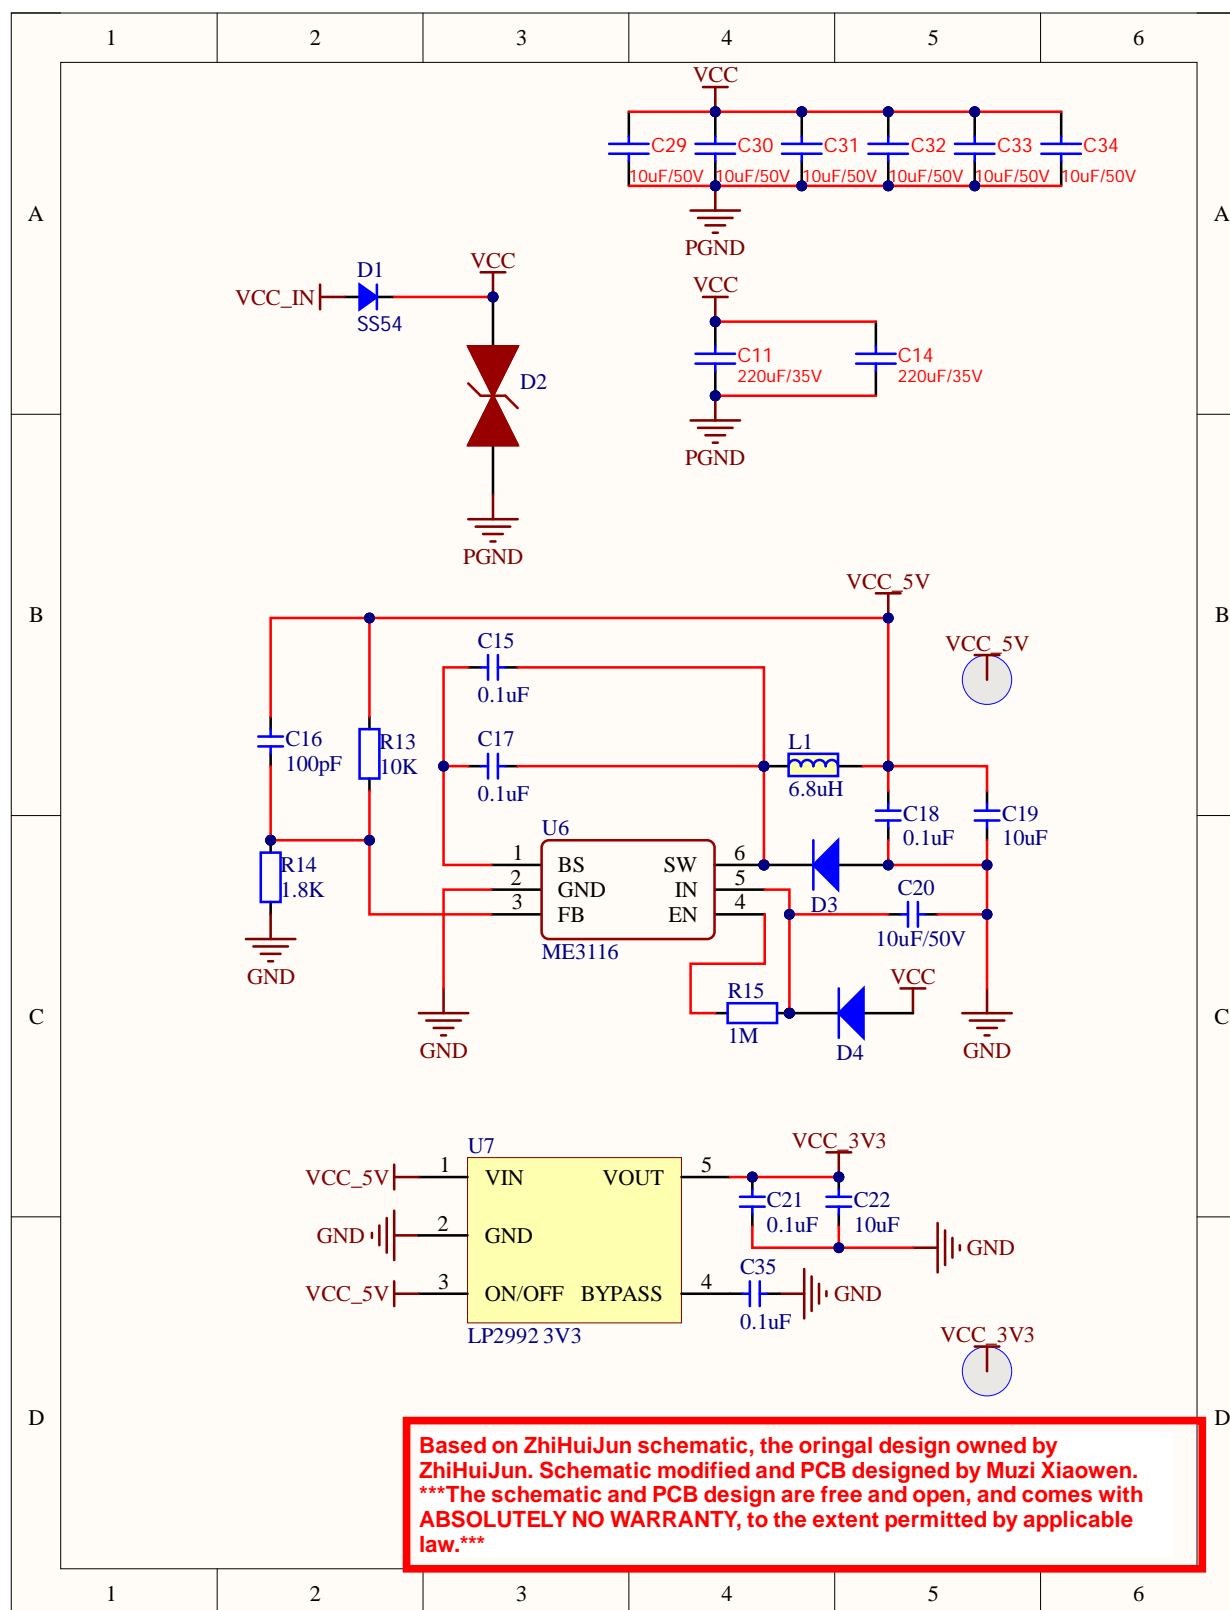 1 2 3 4 5 6
VCC
C29 C30 C31 C32 C33 C34
10uF/50V 10uF/50V 10uF/50V 10uF/50V 10uF/50V 10uF/50V
A A
PGND
D1 VCC VCC
VCC_IN
SS54
C11 C14
220uF/35V 220uF/35V
D2
PGND
PGND
VCC_5V
B B
C15 VCC_5V
0.1uF
C16 R13 C17 L1
100pF 10K
0.1uF 6.8uH
C18 C19
0.1uF 10uF
U6
R14 1 BS SW 6
1.8K 2 GND IN 5 C20
3 FB EN 4 D3
ME3116 10uF/50V
GND
R15 VCC
C C
1M D4
GND GND
U7 VCC_3V3
VCC_5V 1 VIN VOUT 5
C21 C22
0.1uF 10uF
GND 2 GND GND
C35
VCC_5V 3 ON/OFF BYPASS 4 GND
0.1uF
LP2992 3V3 VCC_3V3
D D
Based on ZhiHuiJun schematic, the oringal design owned by
ZhiHuiJun. Schematic modified and PCB designed by Muzi Xiaowen.
***The schematic and PCB design are free and open, and comes with
ABSOLUTELY NO WARRANTY, to the extent permitted by applicable
law.***
1 2 3 4 5 6